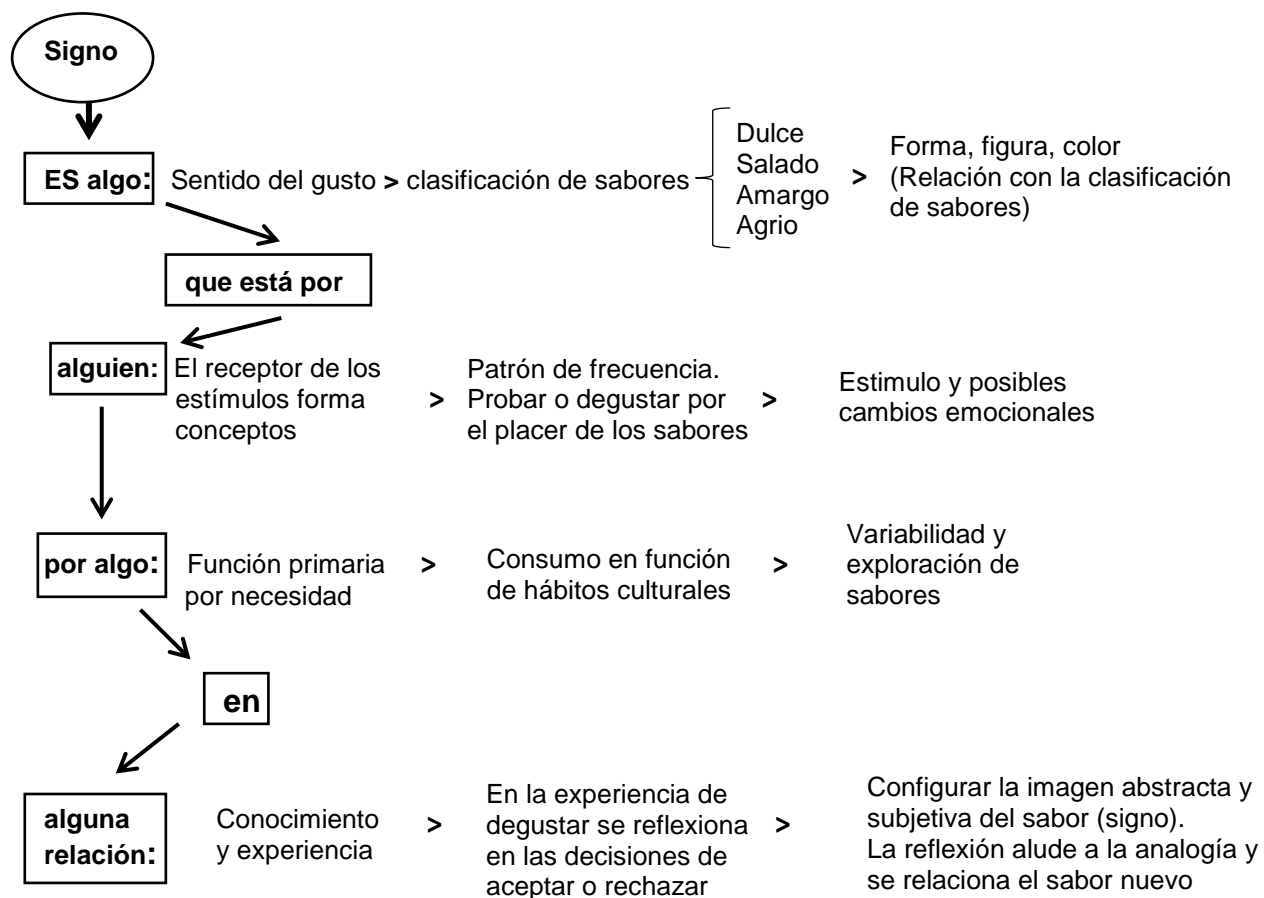 Signo
ES algo: Sentido del gusto > clasificación de sabores
Dulce
Salado
Amargo
Agrio
>
Forma, figura, color
(Relación con la clasificación
de sabores)
que está por
alguien:
El receptor de los
estímulos forma
conceptos
>
Patrón de frecuencia.
Probar o degustar por
el placer de los sabores
>
Estimulo y posibles
cambios emocionales
por algo:
Función primaria
por necesidad
>
Consumo en función
de hábitos culturales
>
Variabilidad y
exploración de
sabores
en
alguna
relación:
Conocimiento
y experiencia
>
En la experiencia de
degustar se reflexiona
en las decisiones de
aceptar o rechazar
>
Configurar la imagen abstracta y
subjetiva del sabor (signo).
La reflexión alude a la analogía y
se relaciona el sabor nuevo